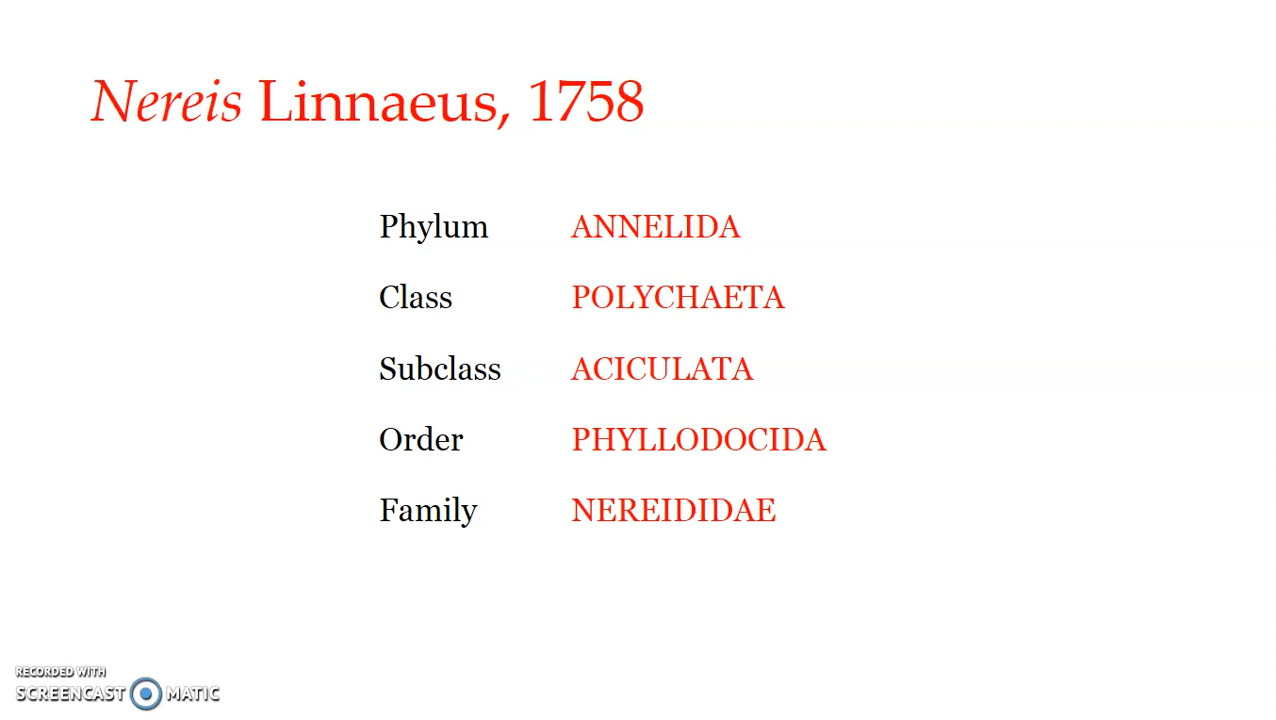 Nereis Linnaeus, 1758
Phylum ANNELIDA
Class POLYCHAETA
Subclass ACICULATA
Order PHYLLODOCIDA
Family NEREIDIDAE
RECORDED WITH
SCREENCAST MATIC